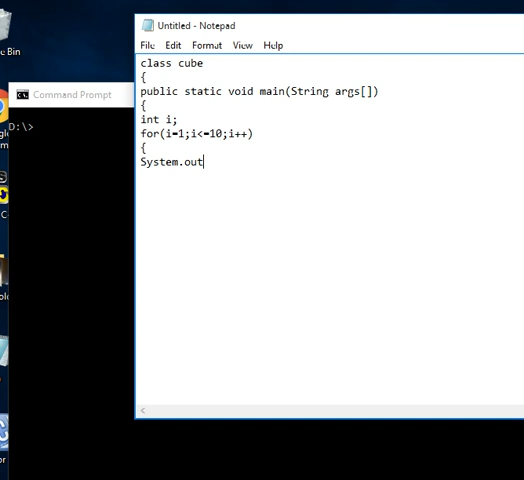 Untitled - Notepad
File Edit Format View Help
class cube
{
public static void main(String args[])
{
int i;
for(i=1;i<=10;i++)
{
System.out
Command Prompt
D:\>
e Bin